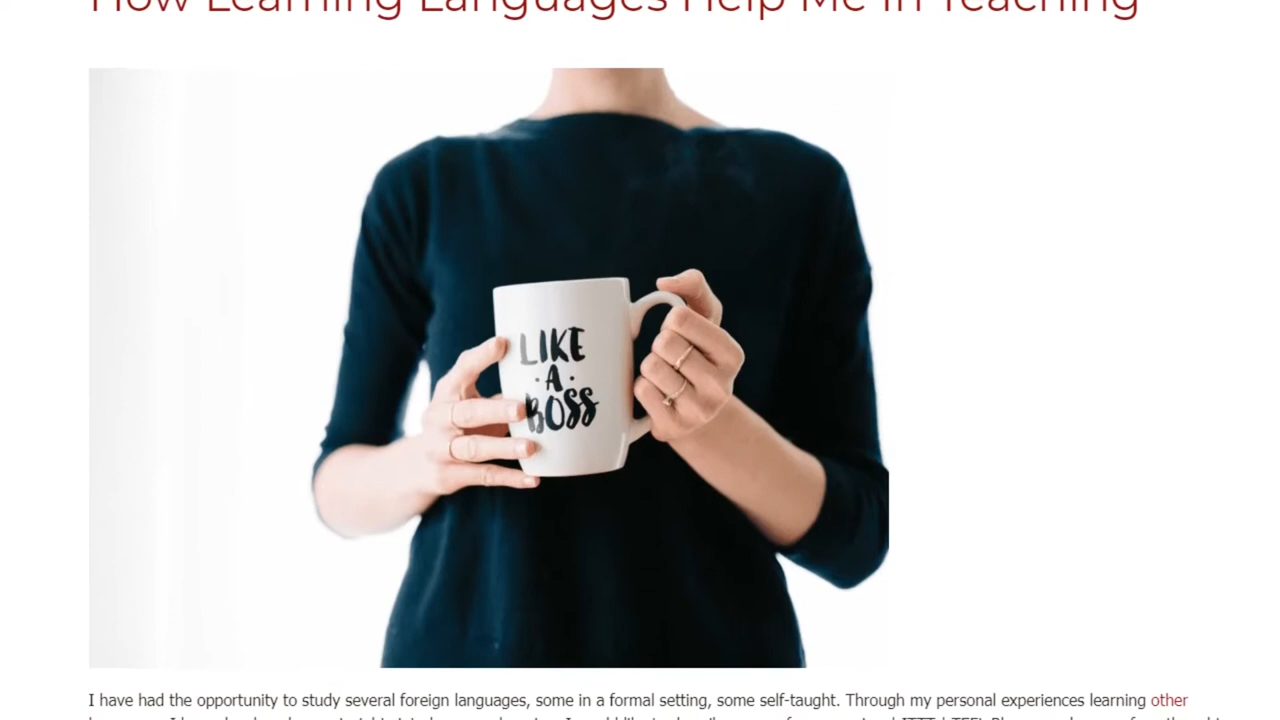 How Learning Languages Help Me in Teaching
LIKE
A
BOSS
I have had the opportunity to study several foreign languages, some in a formal setting, some self-taught. Through my personal experiences learning other